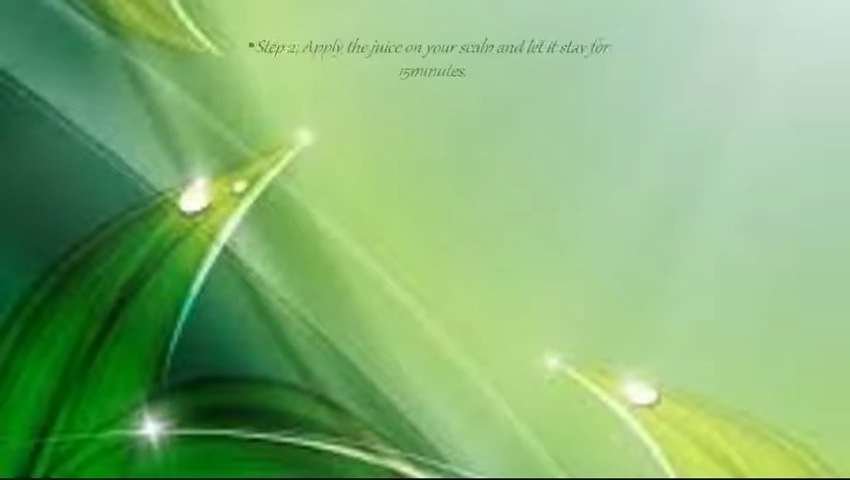 •Step 2: Apply the juice on your scalp and let it stay for
15minutes.